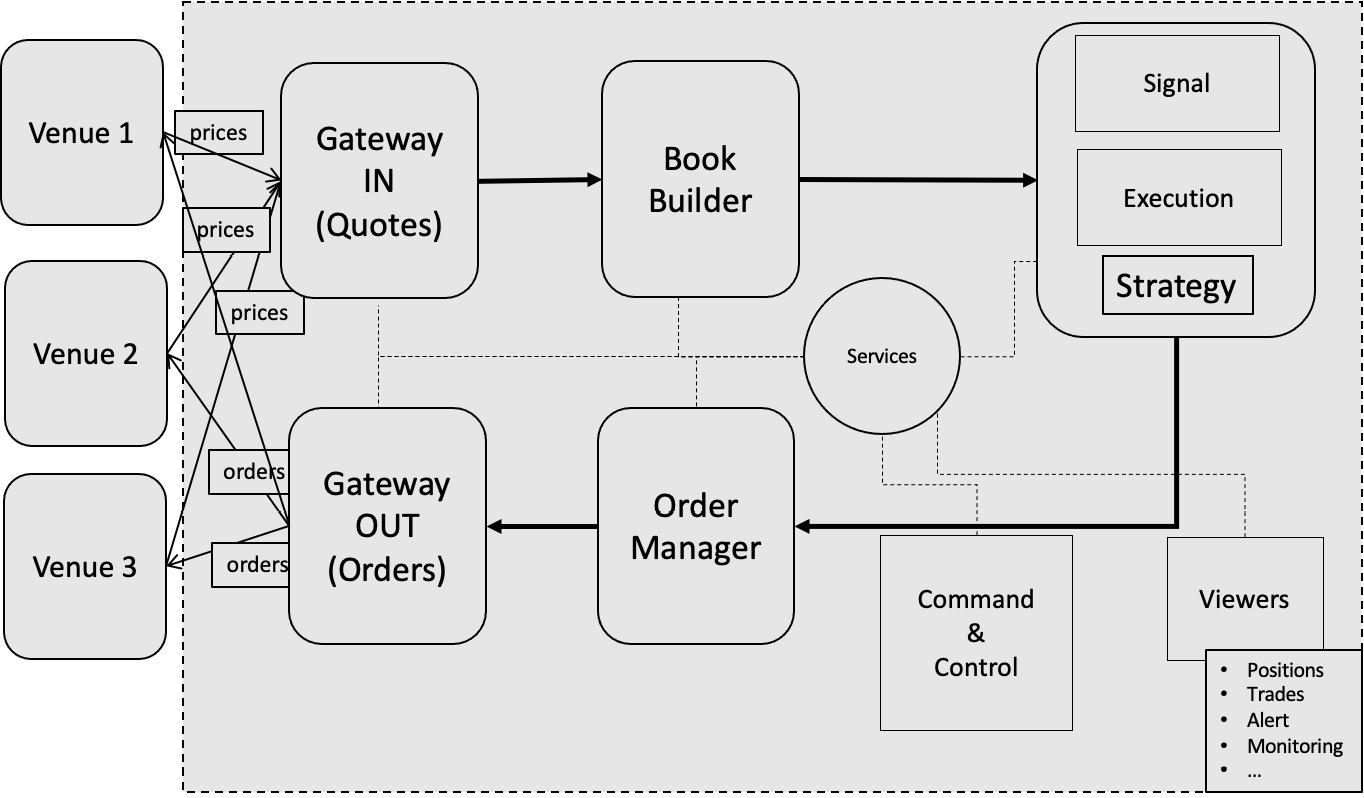 Venue 1
prices
Gateway
IN
(Quotes)
Book
Builder
Signal
Execution
Strategy
prices
prices
Venue 2
Services
orders
Gateway
OUT
(Orders)
Order
Manager
orders
Venue 3
Command
&
Control
Viewers
• Positions
• Trades
• Alert
• Monitoring
• ...